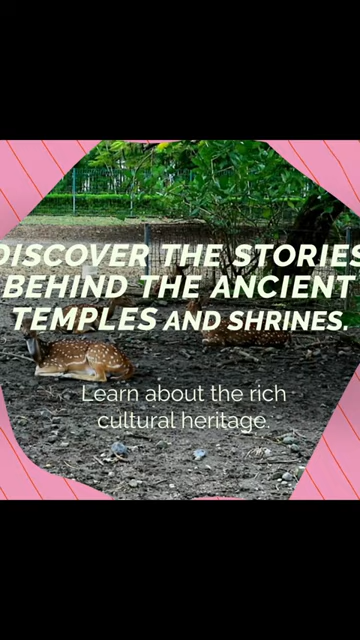 DISCOVER THE STORIES
BEHIND THE ANCIENT
TEMPLES AND SHRINES.
Learn about the rich
cultural heritage.